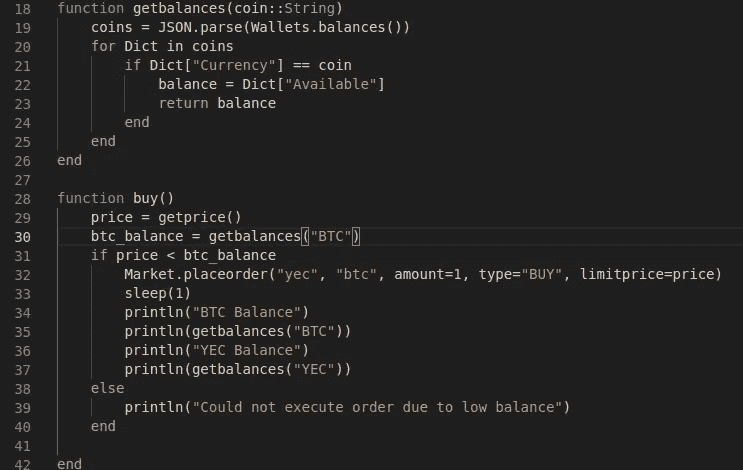 18 function getbalances(coin::String)
19     coins = JSON.parse(Wallets.balances())
20     for Dict in coins
21         if Dict["Currency"] == coin
22             balance = Dict["Available"]
23             return balance
24         end
25     end
26 end
27
28 function buy()
29     price = getprice()
30     btc_balance = getbalances("BTC")
31     if price < btc_balance
32         Market.placeorder("yec", "btc", amount=1, type="BUY", limitprice=price)
33         sleep(1)
34         println("BTC Balance")
35         println(getbalances("BTC"))
36         println("YEC Balance")
37         println(getbalances("YEC"))
38     else
39         println("Could not execute order due to low balance")
40     end
41
42 end